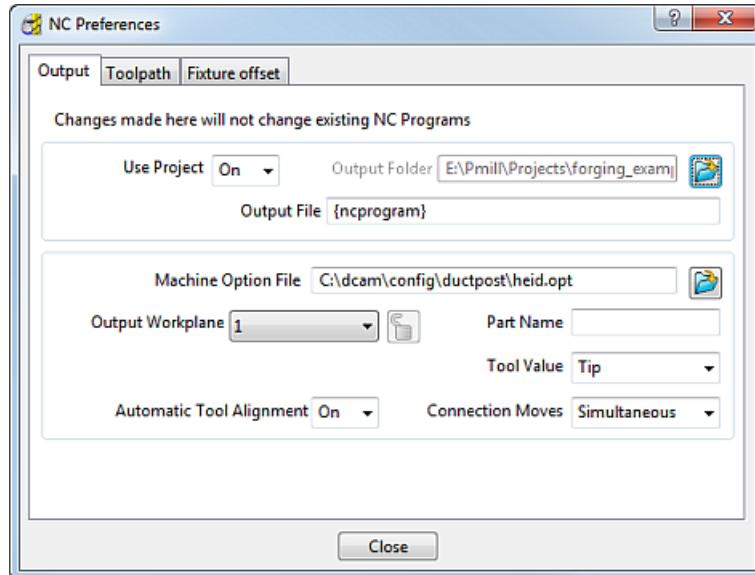 NC Preferences
Output Toolpath Fixture offset
Changes made here will not change existing NC Programs
Use Project On Output Folder E:\Pmill\Projects\forging_examp
Output File {ncprogram}
Machine Option File C:\dcam\config\ductpost\heid.opt
Output Workplane 1 Part Name
Tool Value Tip
Automatic Tool Alignment On Connection Moves Simultaneous
Close